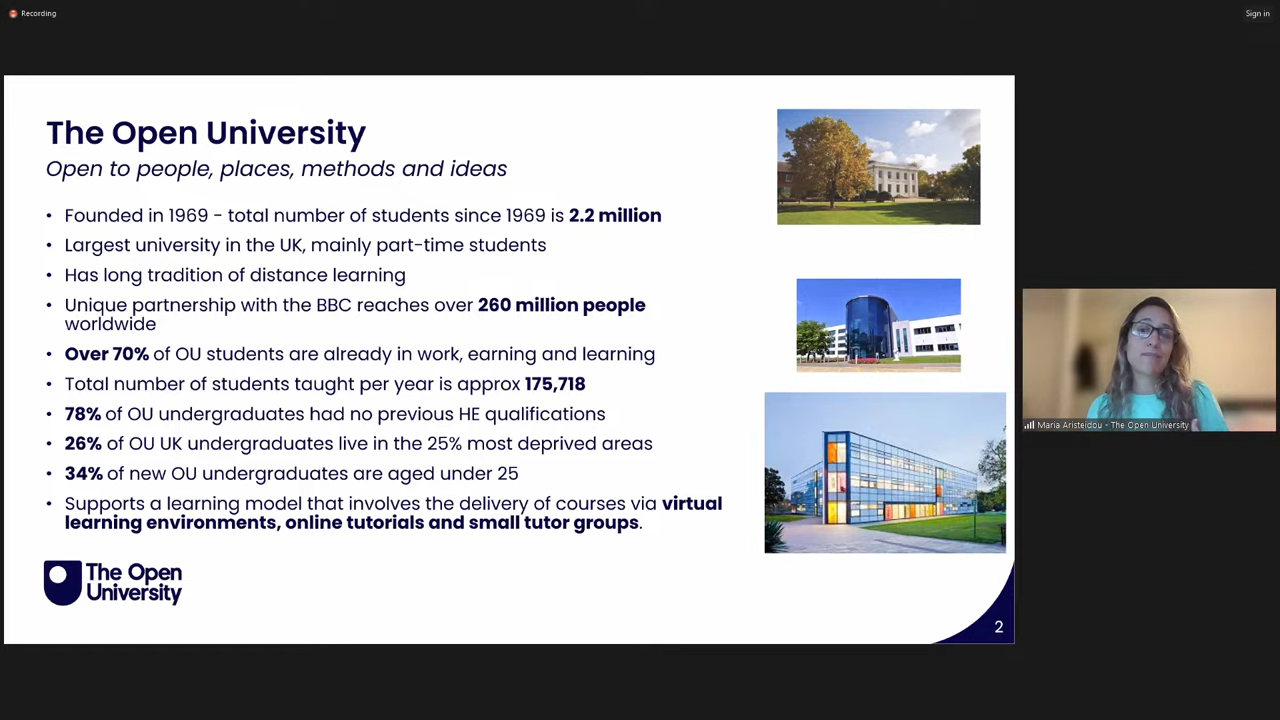 Recording
Sign in
The Open University
Open to people, places, methods and ideas
• Founded in 1969 - total number of students since 1969 is 2.2 million
• Largest university in the UK, mainly part-time students
• Has long tradition of distance learning
• Unique partnership with the BBC reaches over 260 million people
worldwide
• Over 70% of OU students are already in work, earning and learning
• Total number of students taught per year is approx 175,718
• 78% of OU undergraduates had no previous HE qualifications
• 26% of OU UK undergraduates live in the 25% most deprived areas
• 34% of new OU undergraduates are aged under 25
• Supports a learning model that involves the delivery of courses via virtual
learning environments, online tutorials and small tutor groups.
The Open
University
2
Maria Aristeidou - The Open University